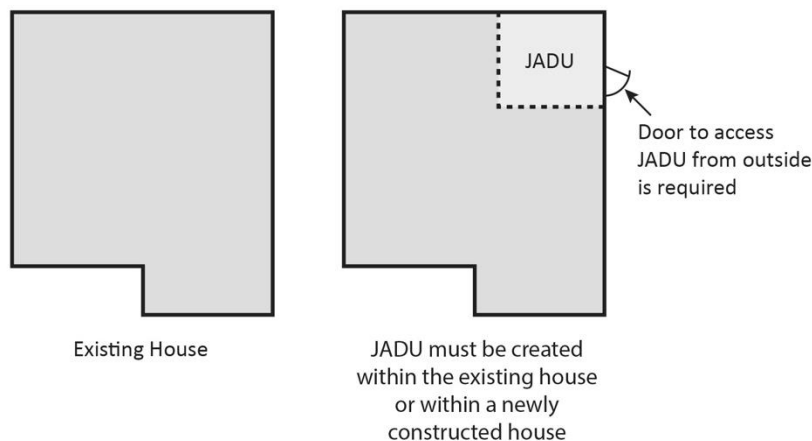 JADU
Door to access
JADU from outside
is required
Existing House
JADU must be created
within the existing house
or within a newly
constructed house